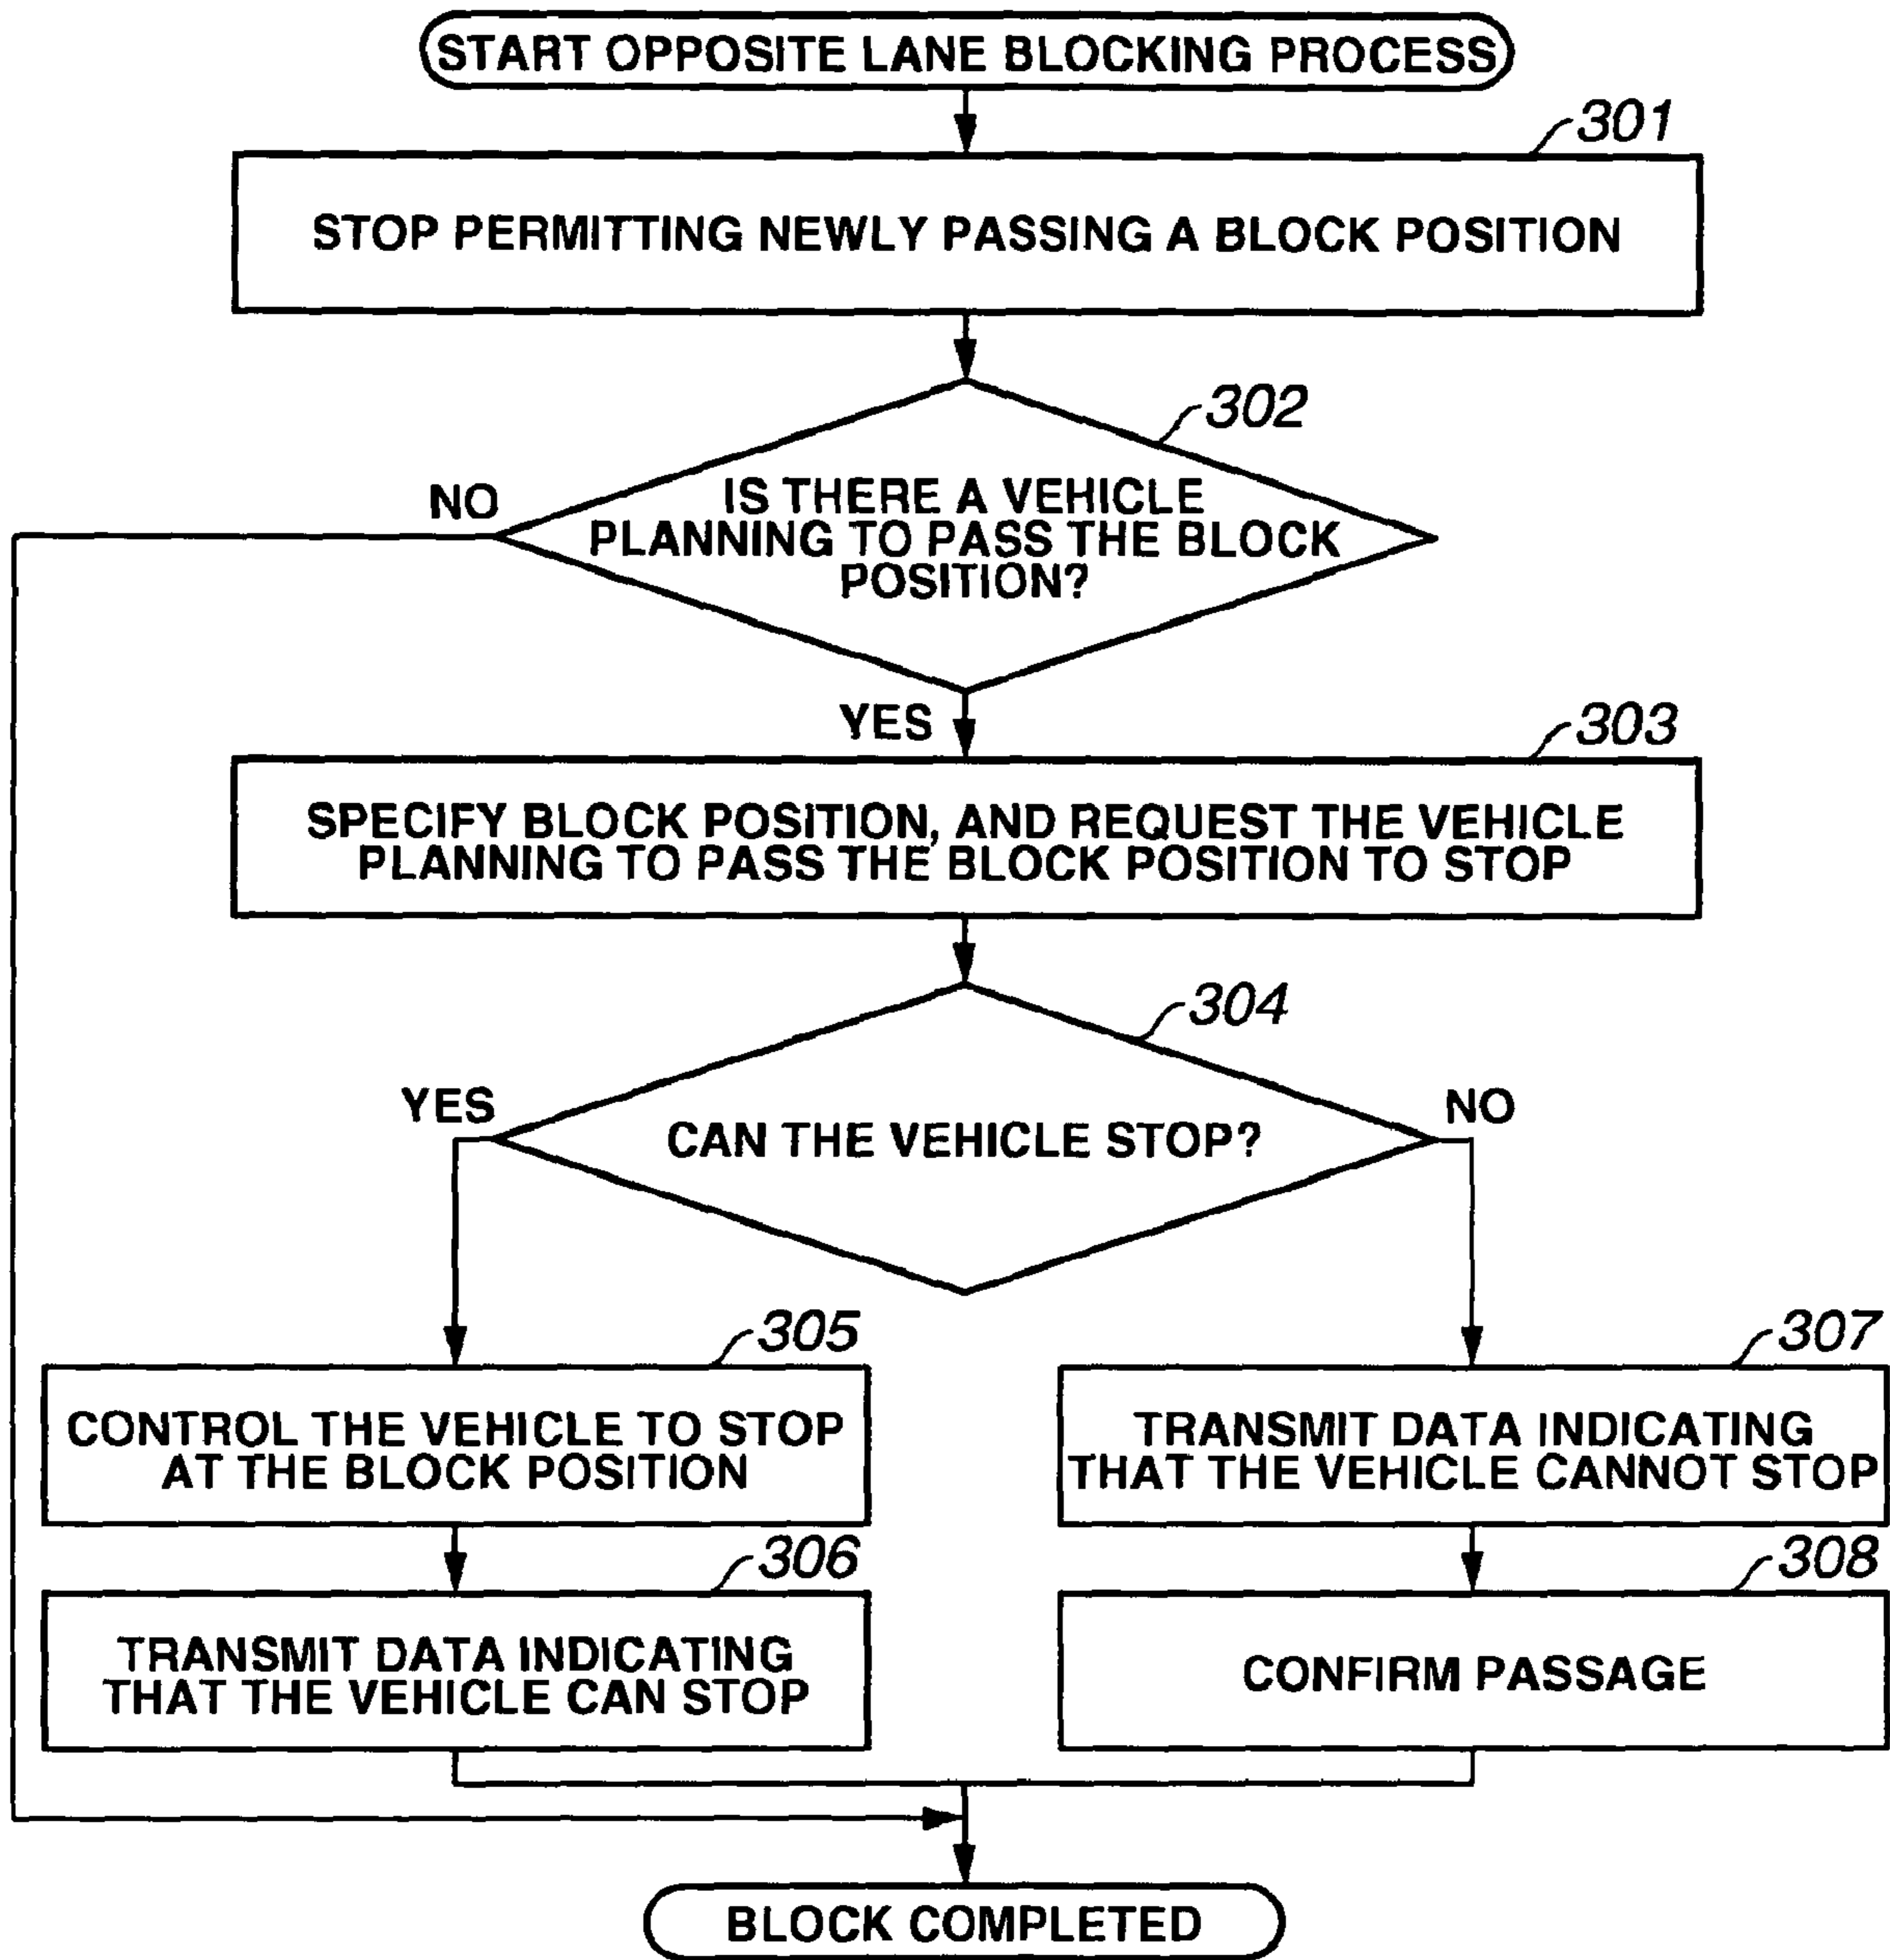 START OPPOSITE LANE BLOCKING PROCESS
301
STOP PERMITTING NEWLY PASSING A BLOCK POSITION
302
NO
IS THERE A VEHICLE
PLANNING TO PASS THE BLOCK
POSITION?
YES
303
SPECIFY BLOCK POSITION, AND REQUEST THE VEHICLE
PLANNING TO PASS THE BLOCK POSITION TO STOP
304
YES
NO
CAN THE VEHICLE STOP?
305
CONTROL THE VEHICLE TO STOP
AT THE BLOCK POSITION
307
TRANSMIT DATA INDICATING
THAT THE VEHICLE CANNOT STOP
306
TRANSMIT DATA INDICATING
THAT THE VEHICLE CAN STOP
308
CONFIRM PASSAGE
BLOCK COMPLETED